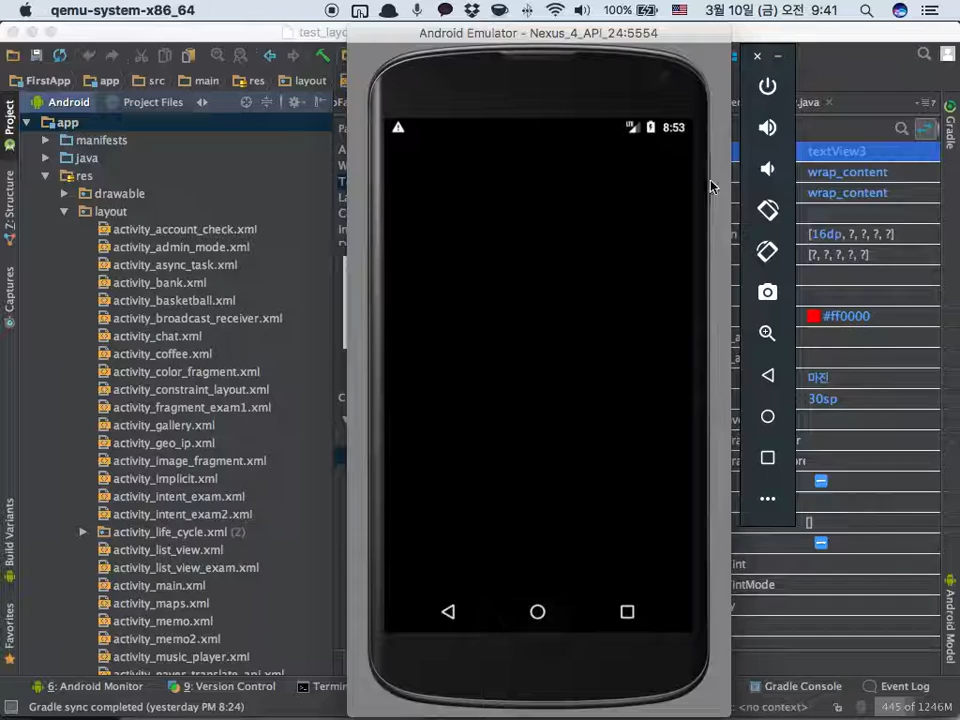 qemu-system-x86_64
100%
3월 10일 (금) 오전 9:41
test_layo
Android Emulator - Nexus_4_API_24:5554
FirstApp
app
src
main
res
layout
.java
Android
Project Files
app
manifests
java
res
drawable
layout
activity_account_check.xml
activity_admin_mode.xml
activity_async_task.xml
activity_bank.xml
activity_basketball.xml
activity_broadcast_receiver.xml
activity_chat.xml
activity_coffee.xml
activity_color_fragment.xml
activity_constraint_layout.xml
activity_fragment_exam1.xml
activity_gallery.xml
activity_geo_ip.xml
activity_image_fragment.xml
activity_implicit.xml
activity_intent_exam.xml
activity_intent_exam2.xml
activity_life_cycle.xml (2)
activity_list_view.xml
activity_list_view_exam.xml
activity_main.xml
activity_maps.xml
activity_memo.xml
activity_memo2.xml
activity_music_player.xml
1: Project
7: Structure
Captures
Build Variants
Favorites
8:53
textView3
wrap_content
wrap_content
[16dp, ?, ?, ?, ?]
[?, ?, ?, ?, ?]
#ff0000
마진
30sp
[]
int
intMode
Gradle
Android Model
6: Android Monitor
9: Version Control
Termin
Gradle Console
Event Log
Gradle sync completed (yesterday PM 8:24)
<no context>
445 of 1246M